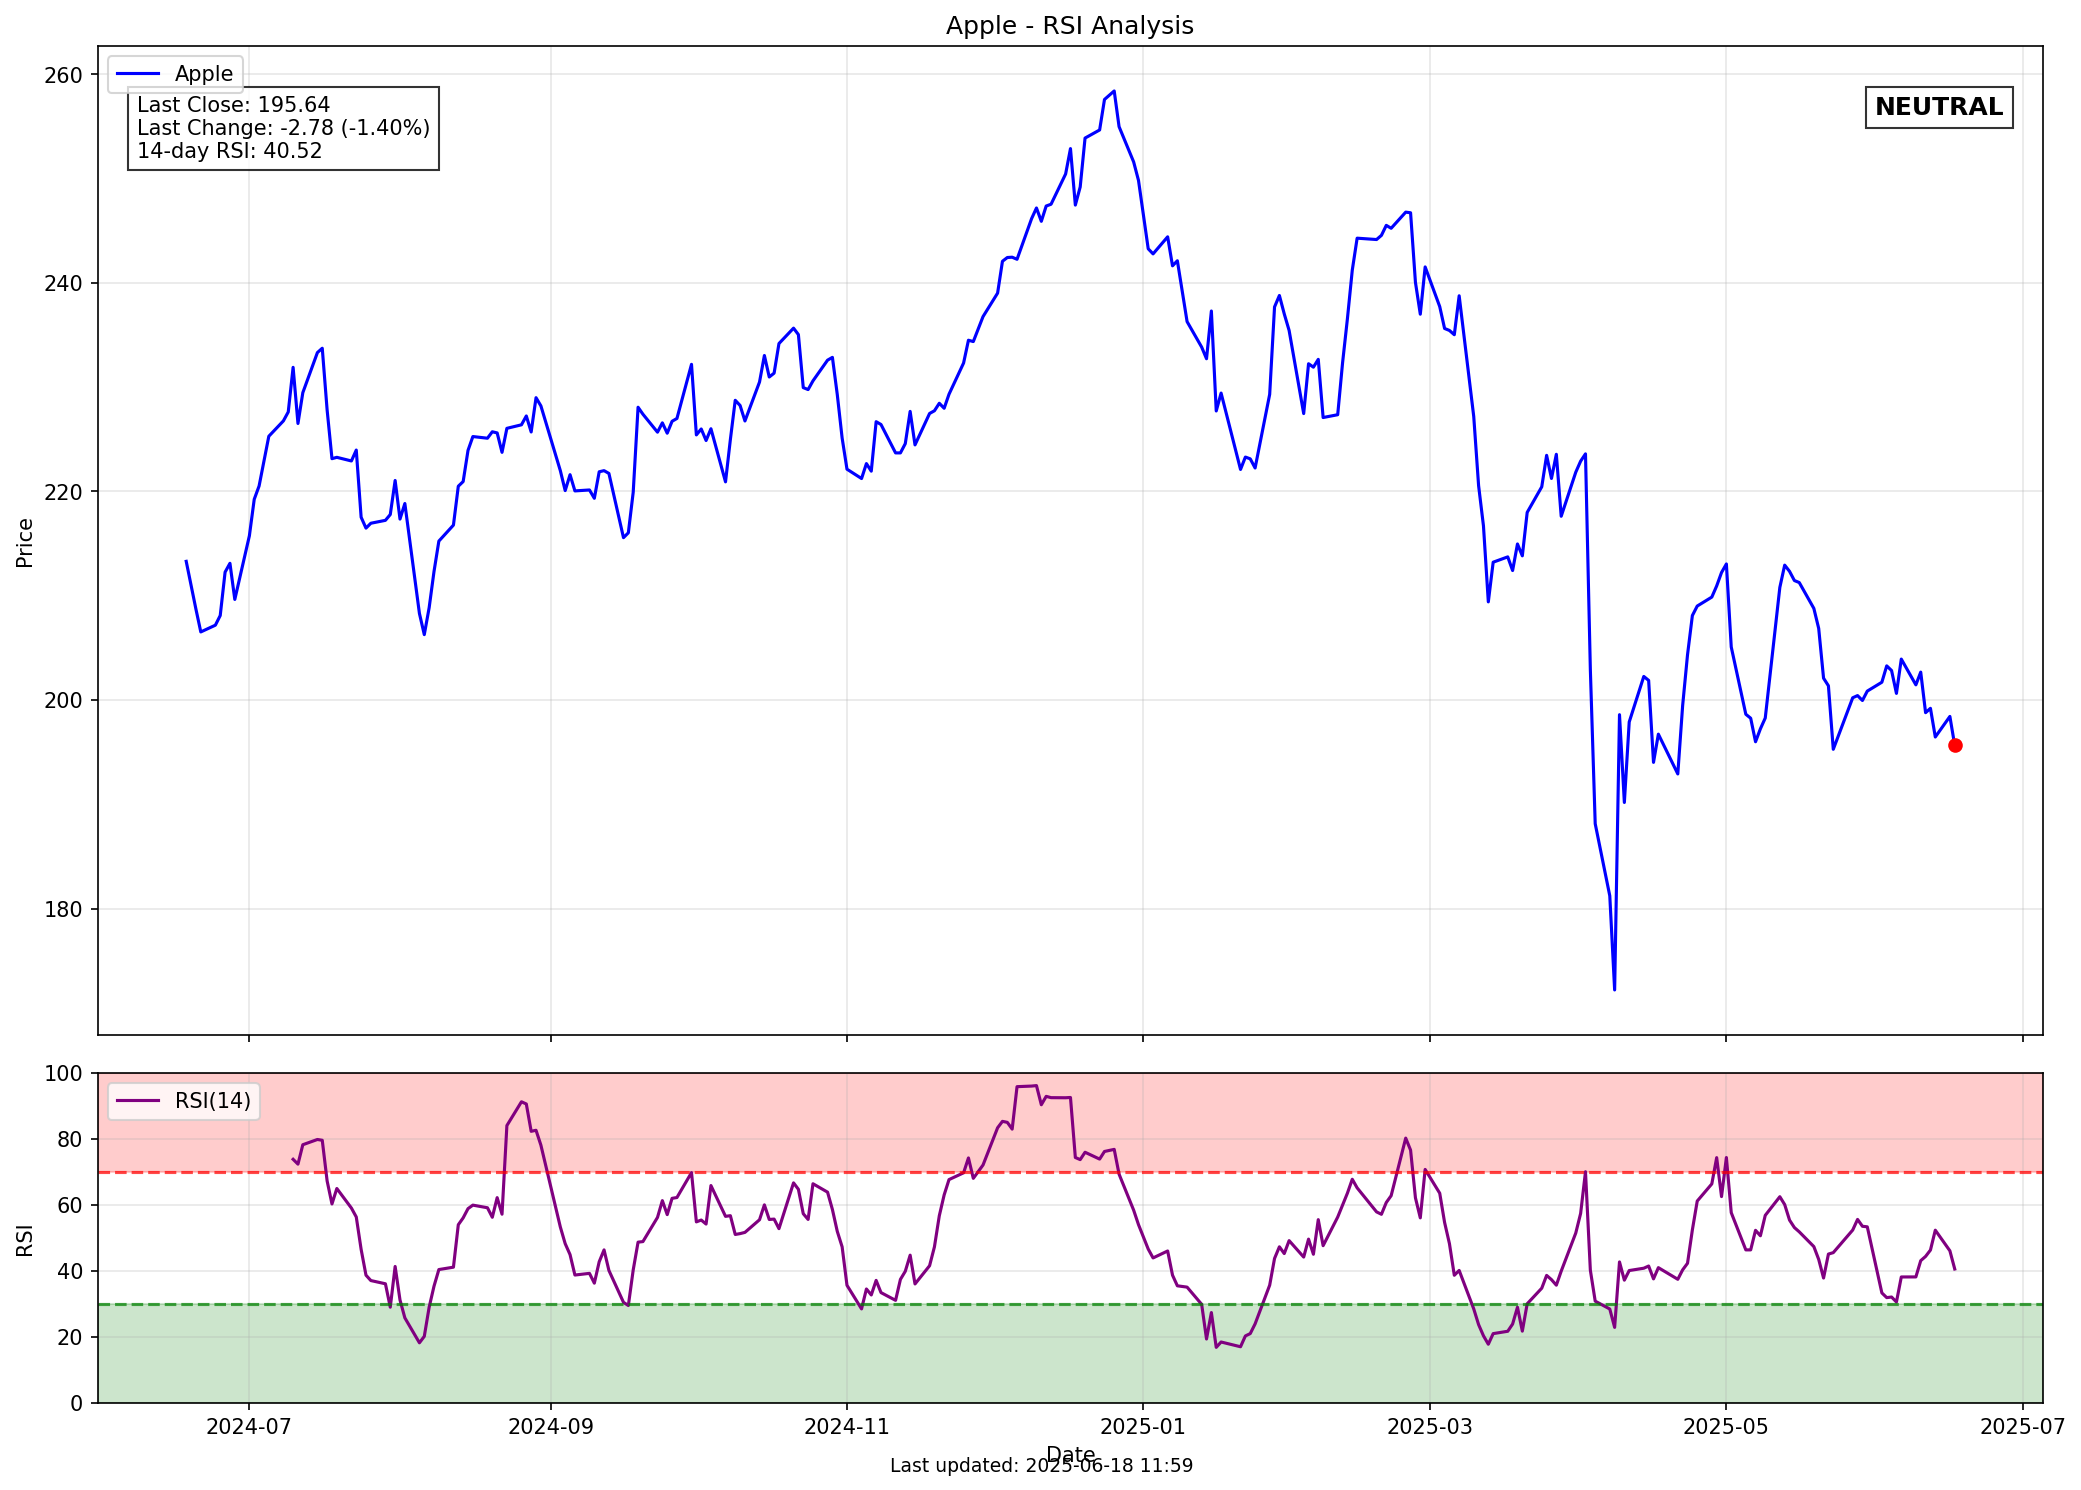 Apple - RSI Analysis
Apple
Last Close: 195.64
Last Change: -2.78 (-1.40%)
14-day RSI: 40.52
NEUTRAL
260
240
220
200
180
Price
100
80
60
40
20
0
RSI
RSI(14)
2024-07
2024-09
2024-11
2025-01
2025-03
2025-05
2025-07
Date
Last updated: 2025-06-18 11:59